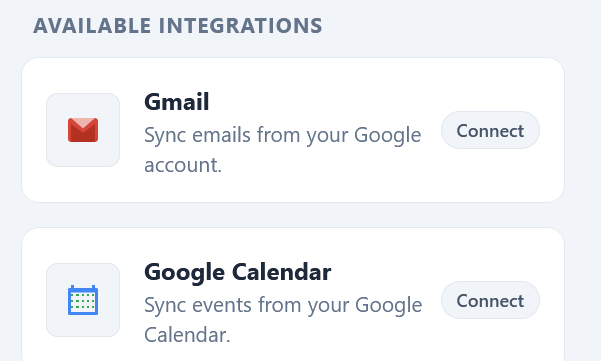 AVAILABLE INTEGRATIONS
Gmail
Sync emails from your Google
account.
Connect
Google Calendar
Sync events from your Google
Calendar.
Connect